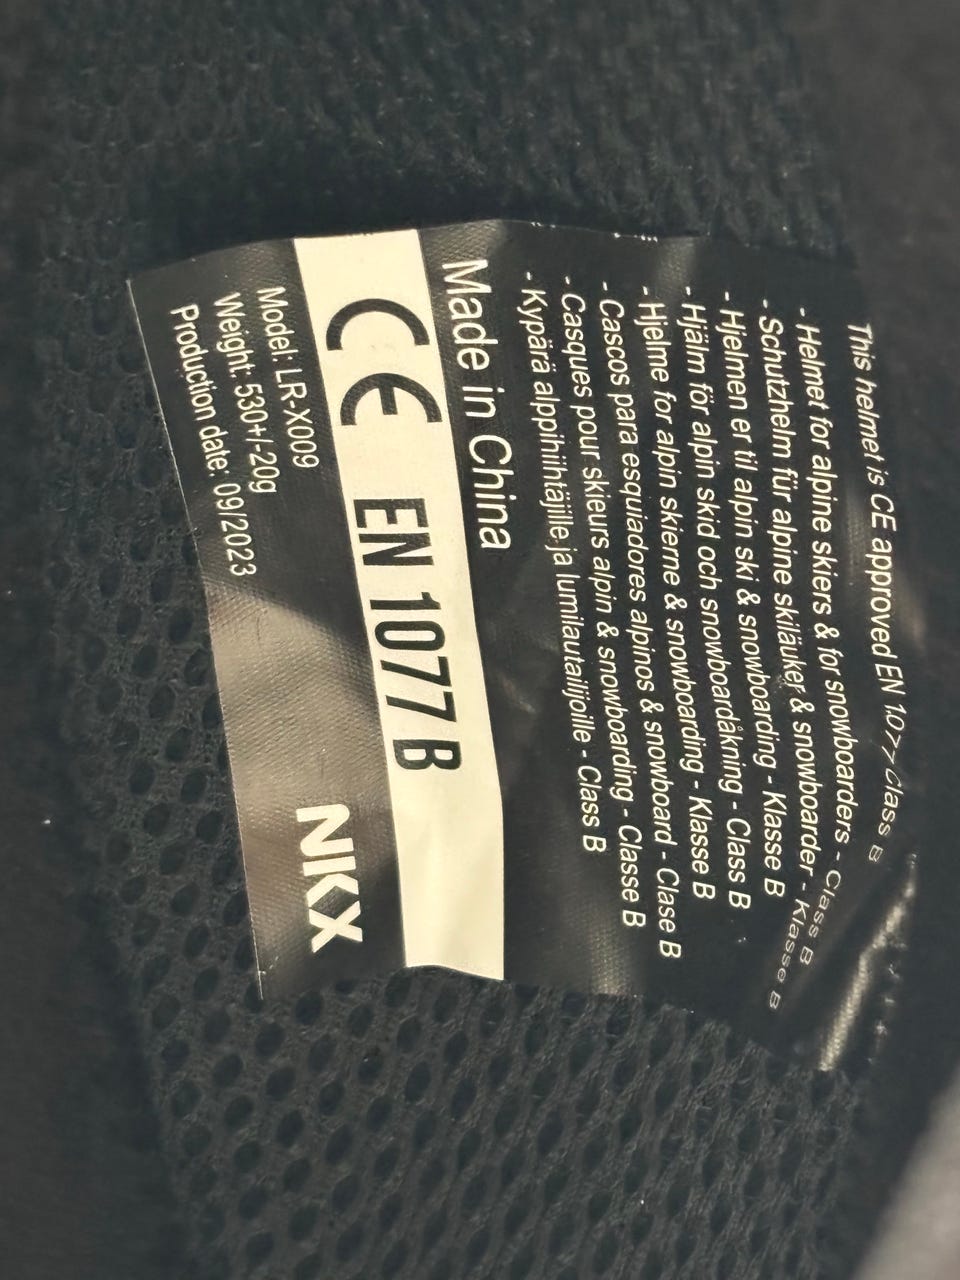 This helmet is CE approved EN 1077 Class B
- Helmet for alpine skiers & for snowboarders - Class B
- Schutzhelm für alpine skiläuker & snowboarder - Klasse B
- Hjelmen er til alpin ski & snowboarding - Klasse B
- Hjälm för alpin skid och snowboardåkning - Class B
- Hjelme for alpin skierne & snowboarding - Klasse B
- Cascos para esquiadores alpinos & snowboard - Clase B
- Casques pour skieurs alpin & snowboarding - Classe B
- Kypärä alppihiihtäjille ja lumilautailijoille - Class B
Made in China
CE EN 1077 B
Model: LR-X009
Weight: 530+/-20g
Production date: 09/2023
NKX